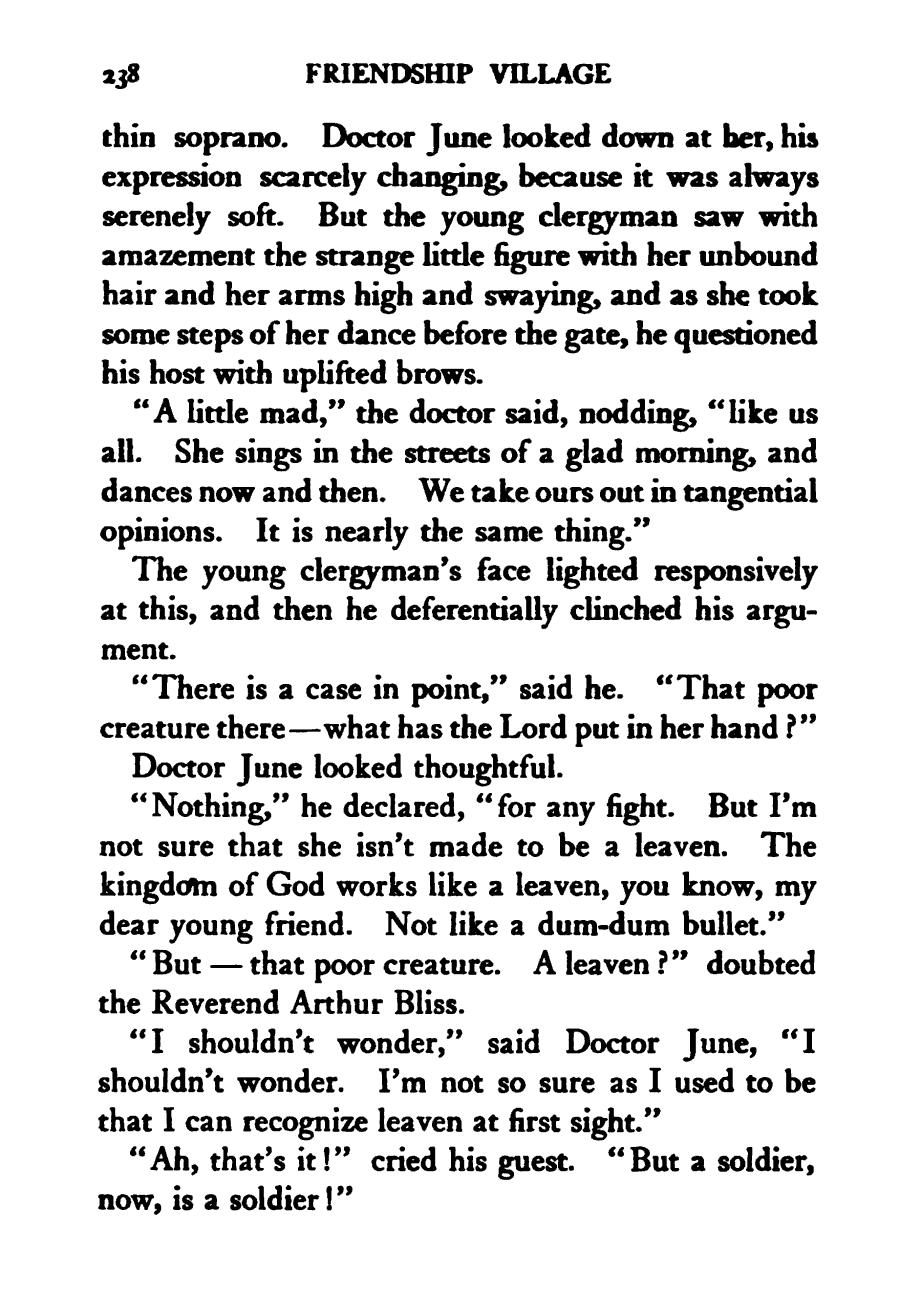 238 FRIENDSHIP VILLAGE
thin soprano. Doctor June looked down at her, his
expression scarcely changing, because it was always
serenely soft. But the young clergyman saw with
amazement the strange little figure with her unbound
hair and her arms high and swaying, and as she took
some steps of her dance before the gate, he questioned
his host with uplifted brows.
“A little mad,” the doctor said, nodding, “like us
all. She sings in the streets of a glad morning, and
dances now and then. We take ours out in tangential
opinions. It is nearly the same thing.”
The young clergyman’s face lighted responsively
at this, and then he deferentially clinched his argu-
ment.
“There is a case in point,” said he. “That poor
creature there—what has the Lord put in her hand?”
Doctor June looked thoughtful.
“Nothing,” he declared, “for any fight. But I’m
not sure that she isn’t made to be a leaven. The
kingdom of God works like a leaven, you know, my
dear young friend. Not like a dum-dum bullet.”
“But — that poor creature. A leaven?” doubted
the Reverend Arthur Bliss.
“I shouldn’t wonder,” said Doctor June, “I
shouldn’t wonder. I’m not so sure as I used to be
that I can recognize leaven at first sight.”
“Ah, that’s it!” cried his guest. “But a soldier,
now, is a soldier!”